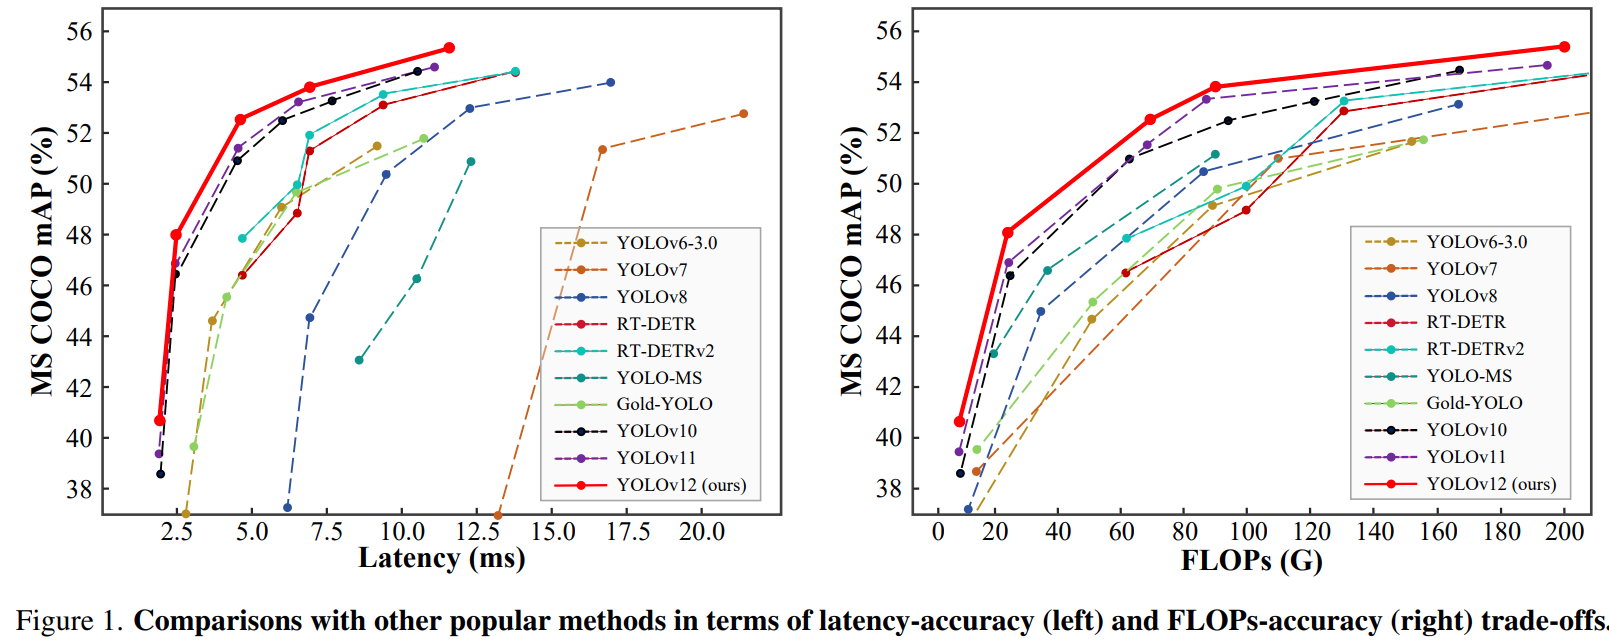 56
54
52
50
48
46
44
42
40
38
MS COCO mAP (%)
2.5 5.0 7.5 10.0 12.5 15.0 17.5 20.0
Latency (ms)
YOLOv6-3.0
YOLOv7
YOLOv8
RT-DETR
RT-DETRv2
YOLO-MS
Gold-YOLO
YOLOv10
YOLOv11
YOLOv12 (ours)
56
54
52
50
48
46
44
42
40
38
MS COCO mAP (%)
0 20 40 60 80 100 120 140 160 180 200
FLOPs (G)
YOLOv6-3.0
YOLOv7
YOLOv8
RT-DETR
RT-DETRv2
YOLO-MS
Gold-YOLO
YOLOv10
YOLOv11
YOLOv12 (ours)
Figure 1. Comparisons with other popular methods in terms of latency-accuracy (left) and FLOPs-accuracy (right) trade-offs.